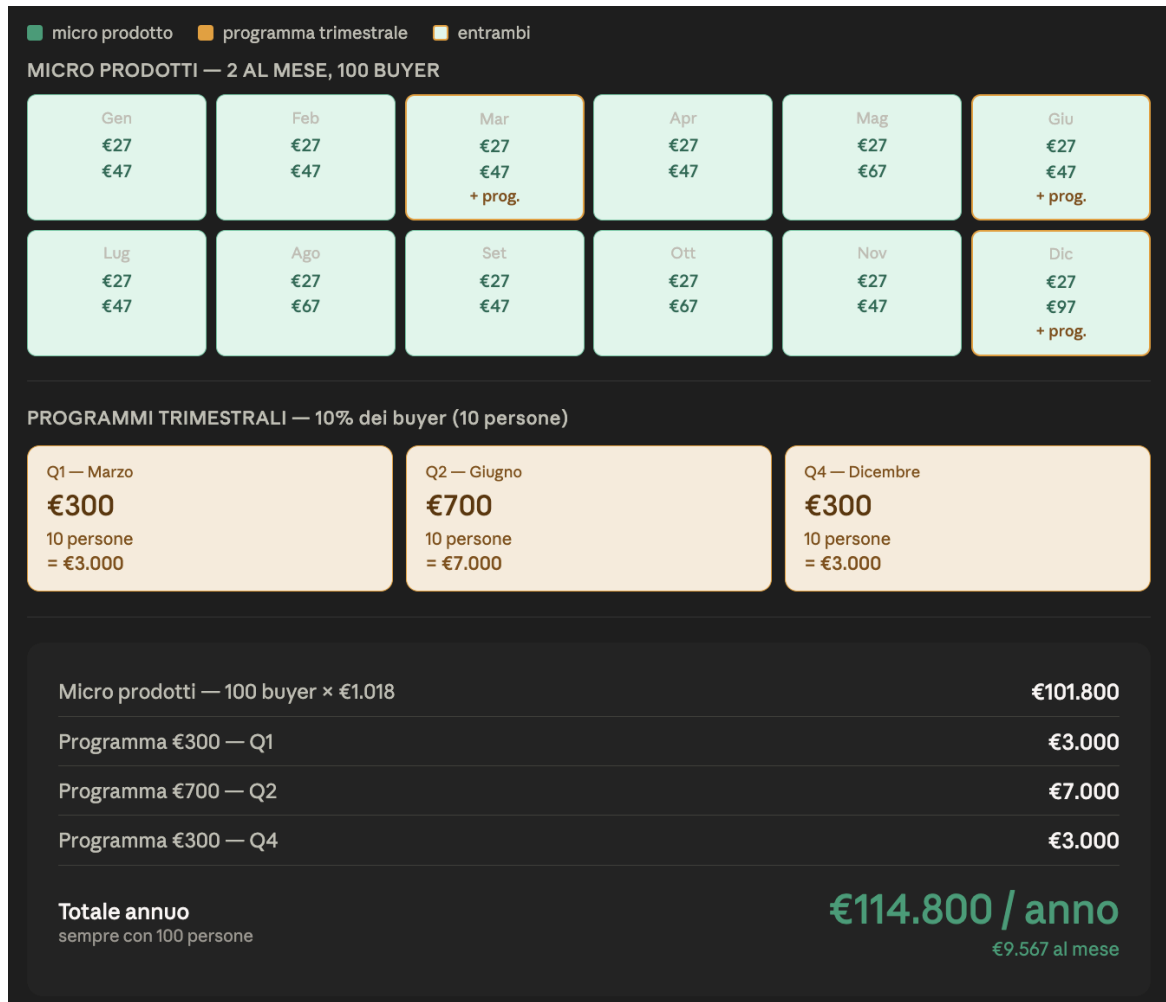 micro prodotto programma trimestrale entrambi
MICRO PRODOTTI — 2 AL MESE, 100 BUYER
Gen Feb Mar Apr Mag Giu
€27 €27 €27 €27 €27 €27
€47 €47 €47 €47 €67 €47
+ prog. + prog.
Lug Ago Set Ott Nov Dic
€27 €27 €27 €27 €27 €27
€47 €67 €47 €67 €47 €97
+ prog.
PROGRAMMI TRIMESTRALI — 10% dei buyer (10 persone)
Q1 — Marzo Q2 — Giugno Q4 — Dicembre
€300 €700 €300
10 persone 10 persone 10 persone
= €3.000 = €7.000 = €3.000
Micro prodotti — 100 buyer × €1.018 €101.800
Programma €300 — Q1 €3.000
Programma €700 — Q2 €7.000
Programma €300 — Q4 €3.000
Totale annuo €114.800 / anno
sempre con 100 persone €9.567 al mese